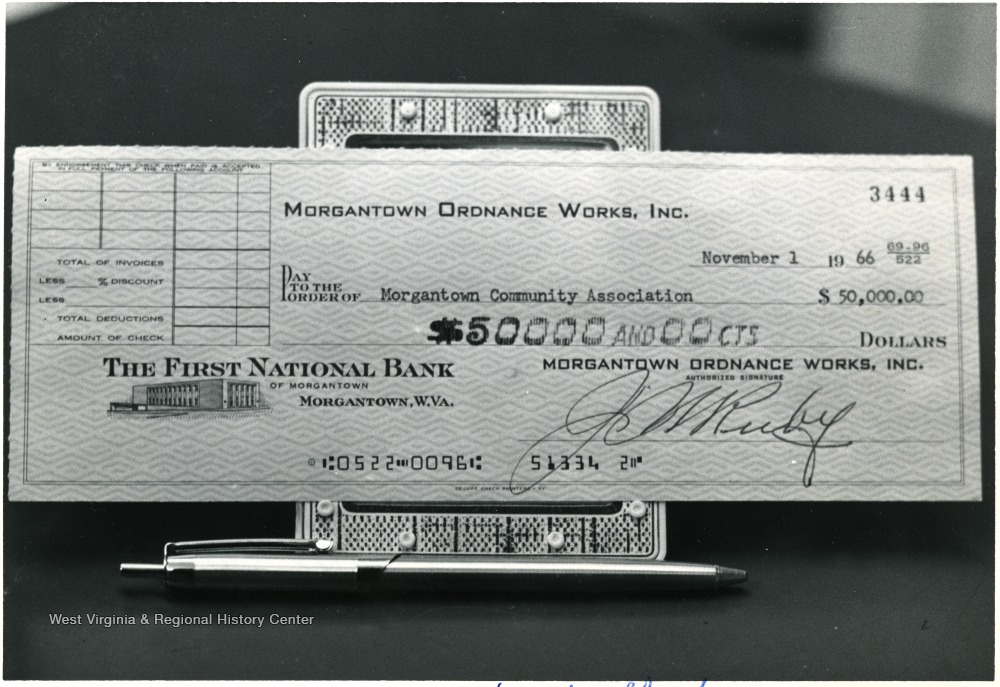 BY ENDORSEMENT THIS CHECK WHEN PAID IS ACCEPTED
IN FULL PAYMENT OF THE FOLLOWING ACCOUNT
3444
MORGANTOWN ORDNANCE WORKS, INC.
November 1 19 66 69-96
522
TOTAL OF INVOICES
LESS % DISCOUNT
LESS
TOTAL DEDUCTIONS
AMOUNT OF CHECK
PAY
TO THE
ORDER OF Morgantown Community Association $ 50,000.00
$50000 AND 00 CTS DOLLARS
THE FIRST NATIONAL BANK
OF MORGANTOWN
MORGANTOWN, W.VA.
MORGANTOWN ORDNANCE WORKS, INC.
AUTHORIZED SIGNATURE
J W Ruby
⑆0522⑉0096⑆ 51334 2⑈
DELUXE CHECK PRINTERS
West Virginia & Regional History Center